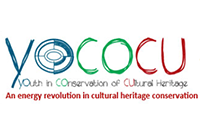 YOCOCU
YOuth in COnservation of CUltural Heritage
An energy revolution in cultural heritage conservation